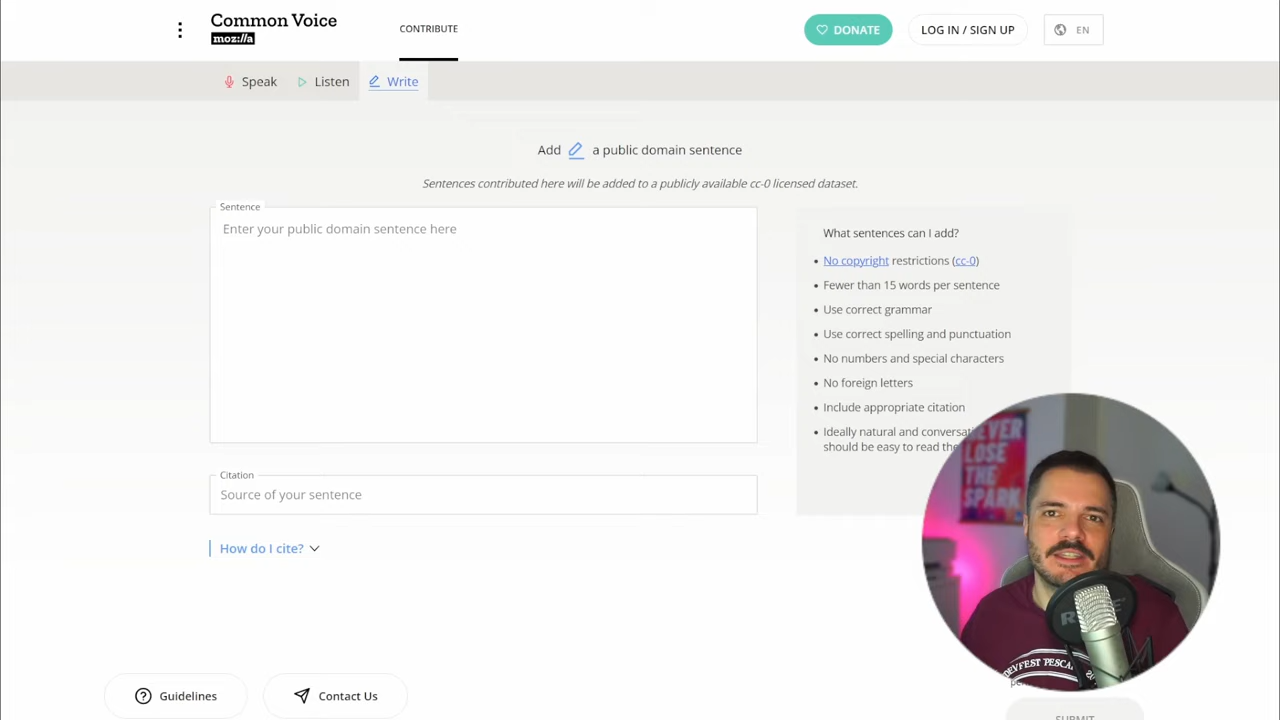 Common Voice
moz://a
CONTRIBUTE
DONATE
LOG IN / SIGN UP
EN
Speak
Listen
Write
Add a public domain sentence
Sentences contributed here will be added to a publicly available cc-0 licensed dataset.
Sentence
Enter your public domain sentence here
Citation
Source of your sentence
How do I cite?
What sentences can I add?
• No copyright restrictions (cc-0)
• Fewer than 15 words per sentence
• Use correct grammar
• Use correct spelling and punctuation
• No numbers and special characters
• No foreign letters
• Include appropriate citation
• Ideally natural and
should be easy to read
LOSE
THE
SPARK
DEVFEST
Guidelines
Contact Us
SUBMIT